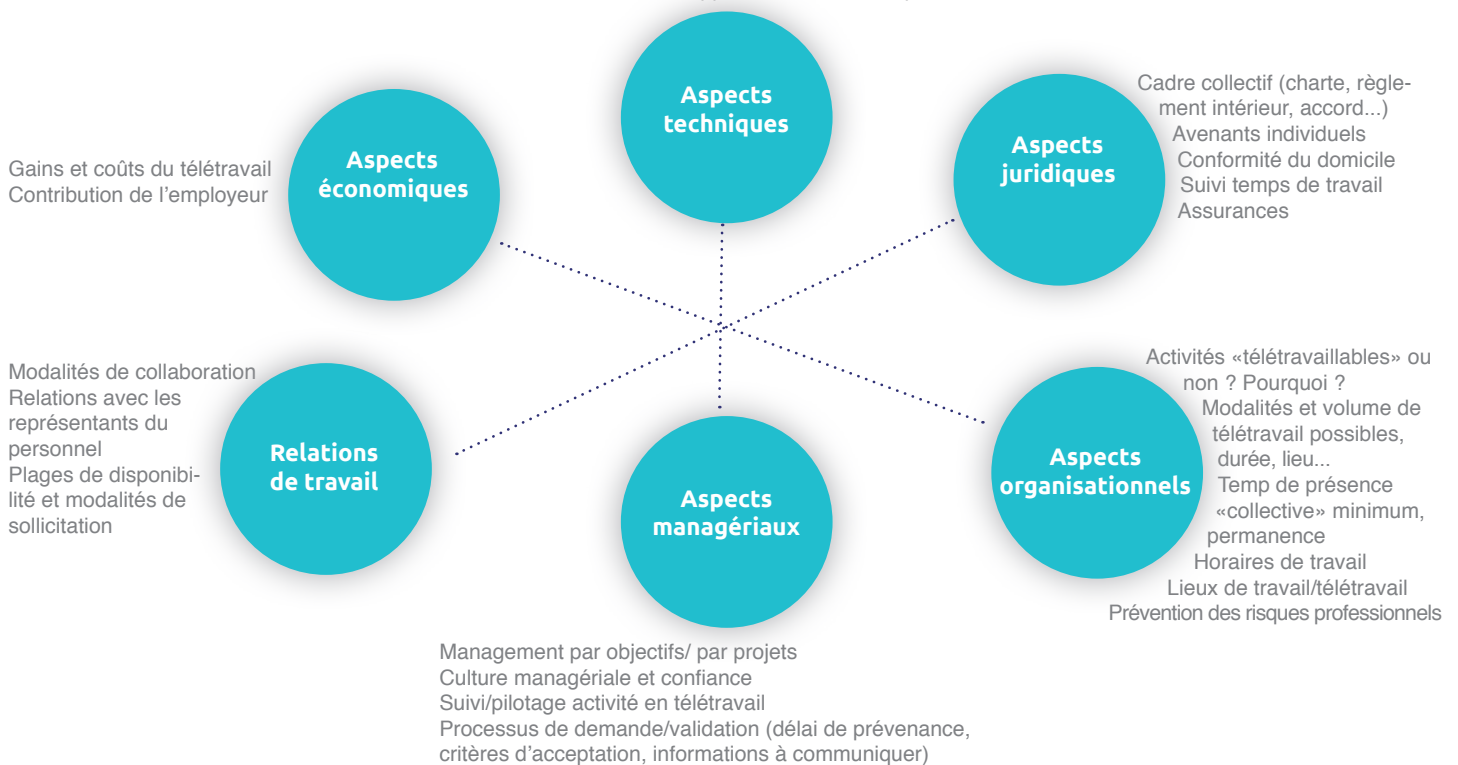 Aspects
techniques
Cadre collectif (charte, règle-
ment intérieur, accord...)
Avenants individuels
Conformité du domicile
Suivi temps de travail
Assurances
Aspects
juridiques
Aspects
économiques
Gains et coûts du télétravail
Contribution de l’employeur
Modalités de collaboration
Relations avec les
représentants du
personnel
Plages de disponibi-
lité et modalités de
sollicitation
Relations
de travail
Aspects
managériaux
Management par objectifs/ par projets
Culture managériale et confiance
Suivi/pilotage activité en télétravail
Processus de demande/validation (délai de prévenance,
critères d’acceptation, informations à communiquer)
Aspects
organisationnels
Activités «télétravaillables» ou
non ? Pourquoi ?
Modalités et volume de
télétravail possibles,
durée, lieu...
Temp de présence
«collective» minimum,
permanence
Horaires de travail
Lieux de travail/télétravail
Prévention des risques professionnels